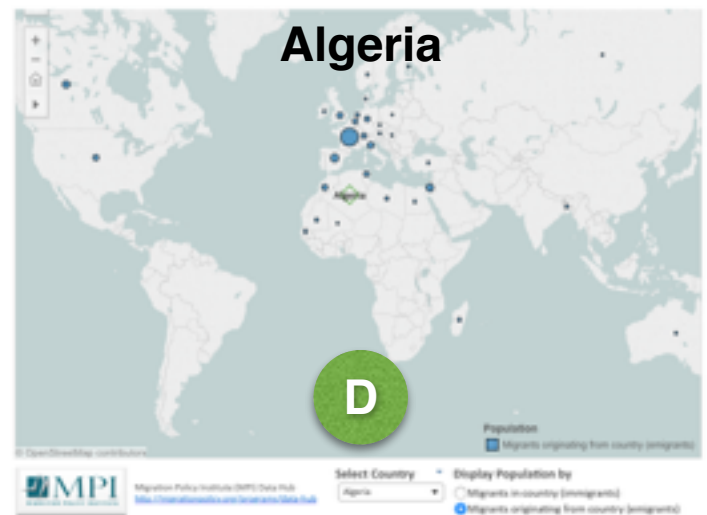 Algeria
+
−
Algeria
D
Population
Migrants originating from country (emigrants)
© OpenStreetMap contributors
MPI
Migration Policy Institute (MPI) Data Hub
Select Country
Algeria
Display Population by
Migrants in country (immigrants)
Migrants originating from country (emigrants)